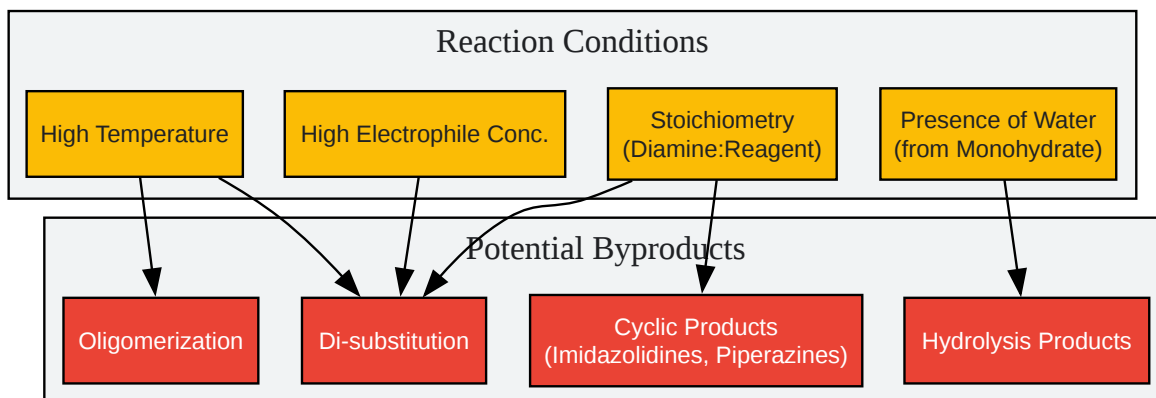 Reaction Conditions
High Temperature
High Electrophile Conc.
Stoichiometry
(Diamine:Reagent)
Presence of Water
(from Monohydrate)
Potential Byproducts
Oligomerization
Di-substitution
Cyclic Products
(Imidazolidines, Piperazines)
Hydrolysis Products